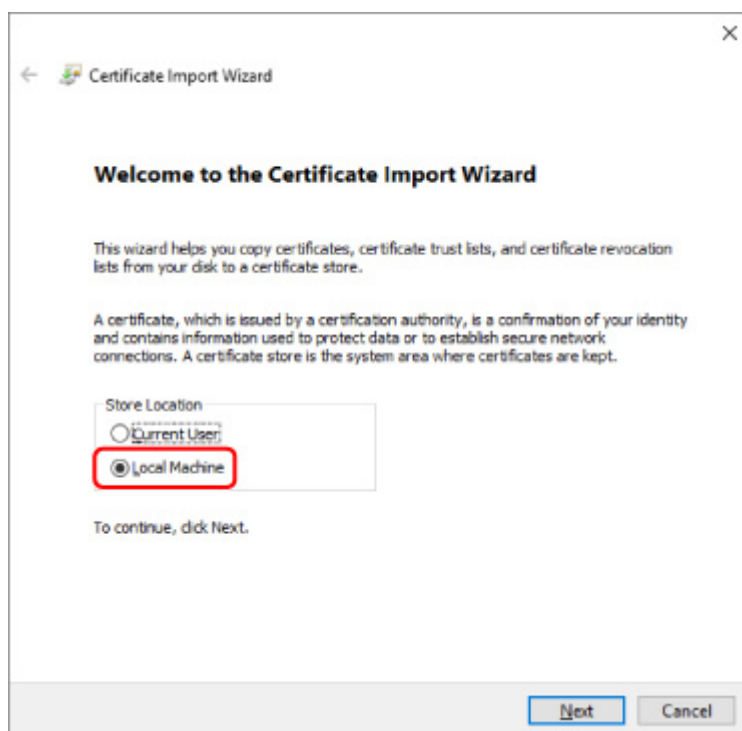 Certificate Import Wizard
Welcome to the Certificate Import Wizard
This wizard helps you copy certificates, certificate trust lists, and certificate revocation
lists from your disk to a certificate store.
A certificate, which is issued by a certification authority, is a confirmation of your identity
and contains information used to protect data or to establish secure network
connections. A certificate store is the system area where certificates are kept.
Store Location
Current User
Local Machine
To continue, click Next.
Next
Cancel